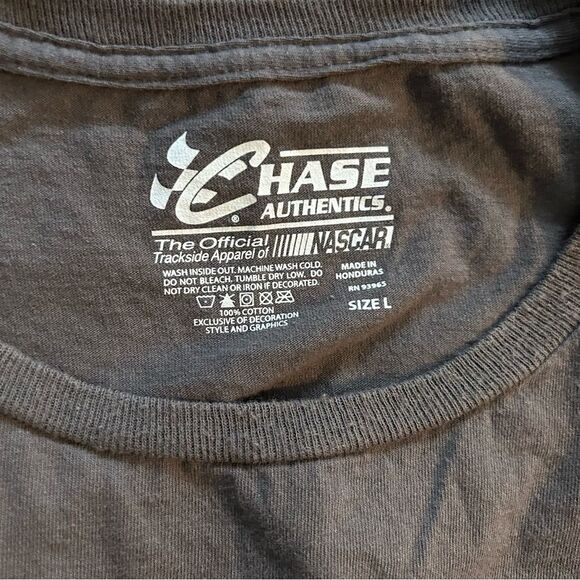 CHASE
AUTHENTICS®
The Official
Trackside Apparel of NASCAR
WASH INSIDE OUT. MACHINE WASH COLD.
DO NOT BLEACH. TUMBLE DRY LOW. DO
NOT DRY CLEAN OR IRON IF DECORATED.
100% COTTON
EXCLUSIVE OF DECORATION
STYLE AND GRAPHICS
MADE IN
HONDURAS
RN 93965
SIZE L